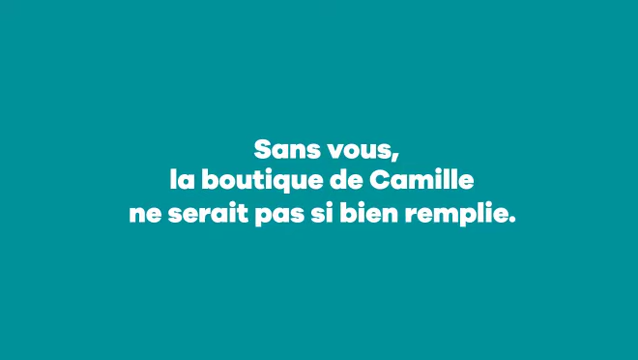 Sans vous,
la boutique de Camille
ne serait pas si bien remplie.